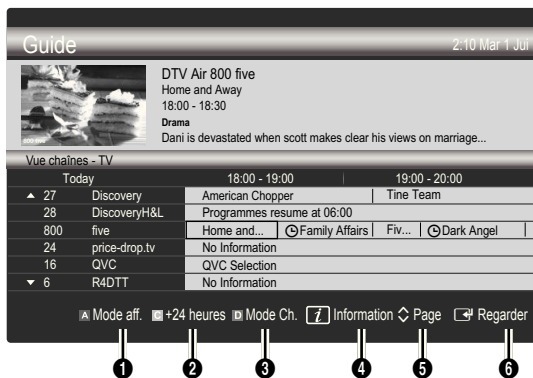 Guide
2:10 Mar 1 Jui
DTV Air 800 five
Home and Away
18:00 - 18:30
Drama
Dani is devastated when scott makes clear his views on marriage...
800 five
Vue chaînes - TV
Today 18:00 - 19:00 19:00 - 20:00
▲ 27 Discovery American Chopper Tine Team
28 DiscoveryH&L Programmes resume at 06:00
800 five Home and... Family Affairs Fiv... Dark Angel
24 price-drop.tv No Information
16 QVC QVC Selection
▼ 6 R4DTT No Information
A Mode aff. C +24 heures D Mode Ch. i Information Page Regarder
1 2 3 4 5 6